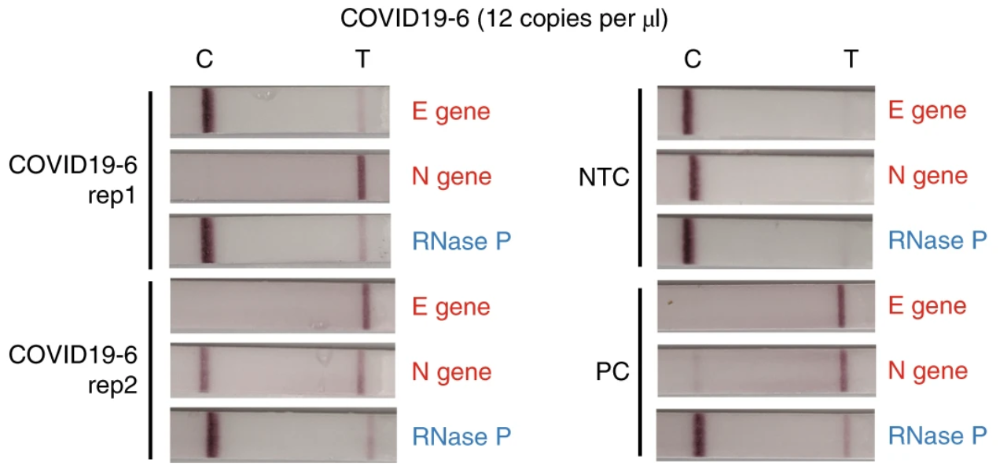 COVID19-6 (12 copies per μl)
C
T
COVID19-6
rep1
E gene
N gene
RNase P
COVID19-6
rep2
E gene
N gene
RNase P
C
T
NTC
E gene
N gene
RNase P
PC
E gene
N gene
RNase P